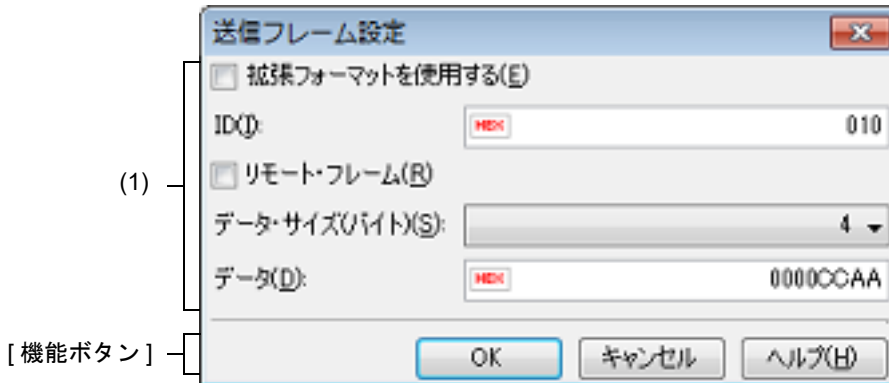 送信フレーム設定
拡張フォーマットを使用する(E)
ID(I): HEX 010
(1)
リモート・フレーム(R)
データ・サイズ(バイト)(S): 4
データ(D): HEX 0000CCAA
[ 機能ボタン ]
OK キャンセル ヘルプ(H)